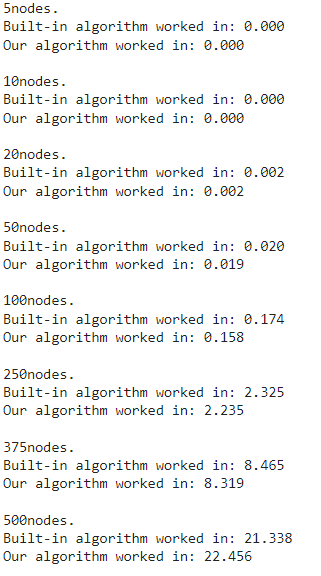 5nodes.
Built-in algorithm worked in: 0.000
Our algorithm worked in: 0.000

10nodes.
Built-in algorithm worked in: 0.000
Our algorithm worked in: 0.000

20nodes.
Built-in algorithm worked in: 0.002
Our algorithm worked in: 0.002

50nodes.
Built-in algorithm worked in: 0.020
Our algorithm worked in: 0.019

100nodes.
Built-in algorithm worked in: 0.174
Our algorithm worked in: 0.158

250nodes.
Built-in algorithm worked in: 2.325
Our algorithm worked in: 2.235

375nodes.
Built-in algorithm worked in: 8.465
Our algorithm worked in: 8.319

500nodes.
Built-in algorithm worked in: 21.338
Our algorithm worked in: 22.456